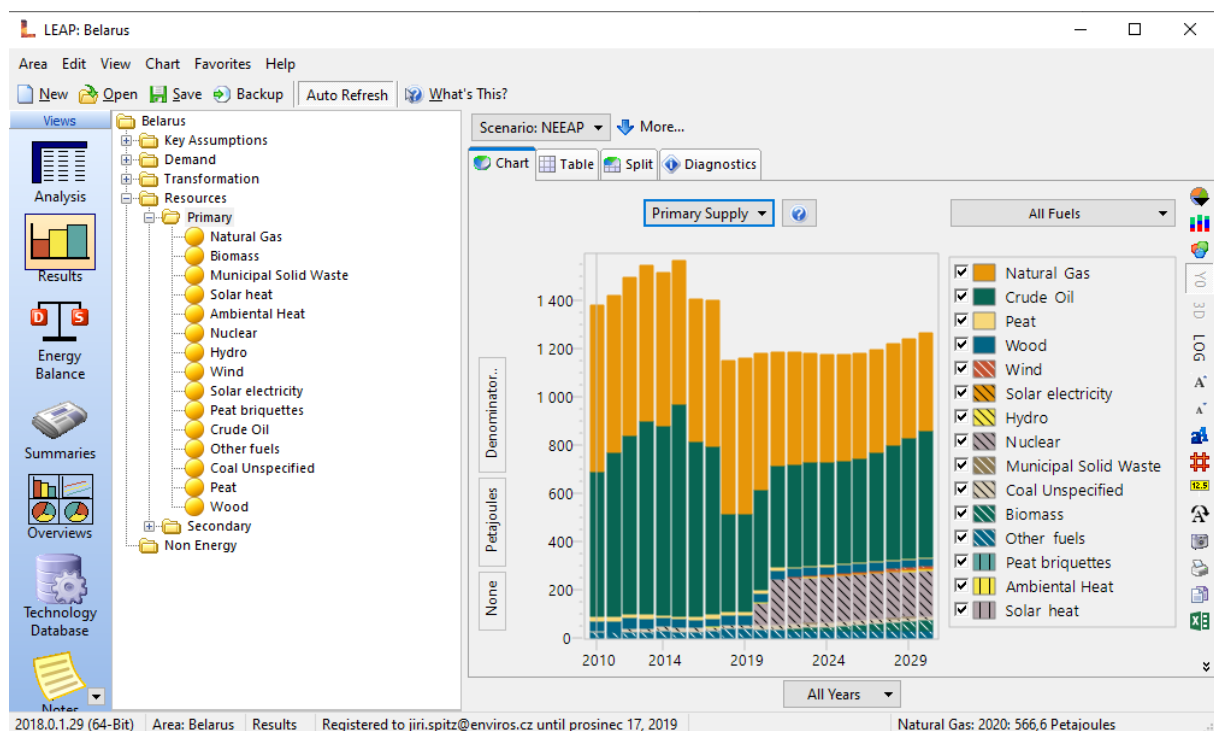 LEAP: Belarus
Area Edit View Chart Favorites Help
New Open Save Backup Auto Refresh What's This?
Views
Analysis
Results
Energy Balance
Summaries
Overviews
Technology Database
Notes
Belarus
Key Assumptions
Demand
Transformation
Resources
Primary
Natural Gas
Biomass
Municipal Solid Waste
Solar heat
Ambiental Heat
Nuclear
Hydro
Wind
Solar electricity
Peat briquettes
Crude Oil
Other fuels
Coal Unspecified
Peat
Wood
Secondary
Non Energy
Scenario: NEEAP More...
Chart Table Split Diagnostics
Primary Supply All Fuels
Denominator..
Petajoules
None
1 400
1 200
1 000
800
600
400
200
0
2010 2014 2019 2024 2029
Natural Gas
Crude Oil
Peat
Wood
Wind
Solar electricity
Hydro
Nuclear
Municipal Solid Waste
Coal Unspecified
Biomass
Other fuels
Peat briquettes
Ambiental Heat
Solar heat
YO
3D
LOG
A
A
a4
12.5
A
All Years
2018.0.1.29 (64-Bit) Area: Belarus Results Registered to jiri.spitz@enviros.cz until prosinec 17, 2019 Natural Gas: 2020: 566,6 Petajoules